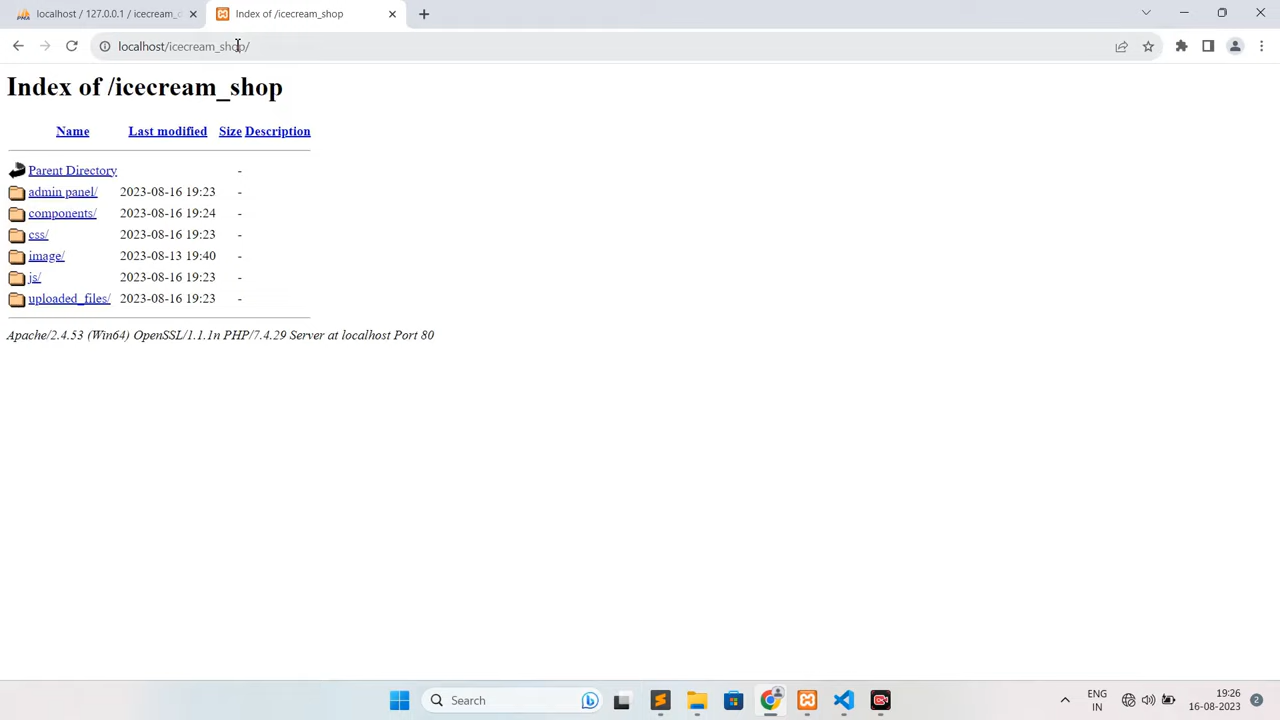 localhost / 127.0.0.1 / icecream_
Index of /icecream_shop
localhost/icecream_shop/
Index of /icecream_shop
Name Last modified Size Description
Parent Directory -
admin panel/ 2023-08-16 19:23 -
components/ 2023-08-16 19:24 -
css/ 2023-08-16 19:23 -
image/ 2023-08-13 19:40 -
js/ 2023-08-16 19:23 -
uploaded_files/ 2023-08-16 19:23 -
Apache/2.4.53 (Win64) OpenSSL/1.1.1n PHP/7.4.29 Server at localhost Port 80
Search
ENG
IN
19:26
16-08-2023
2